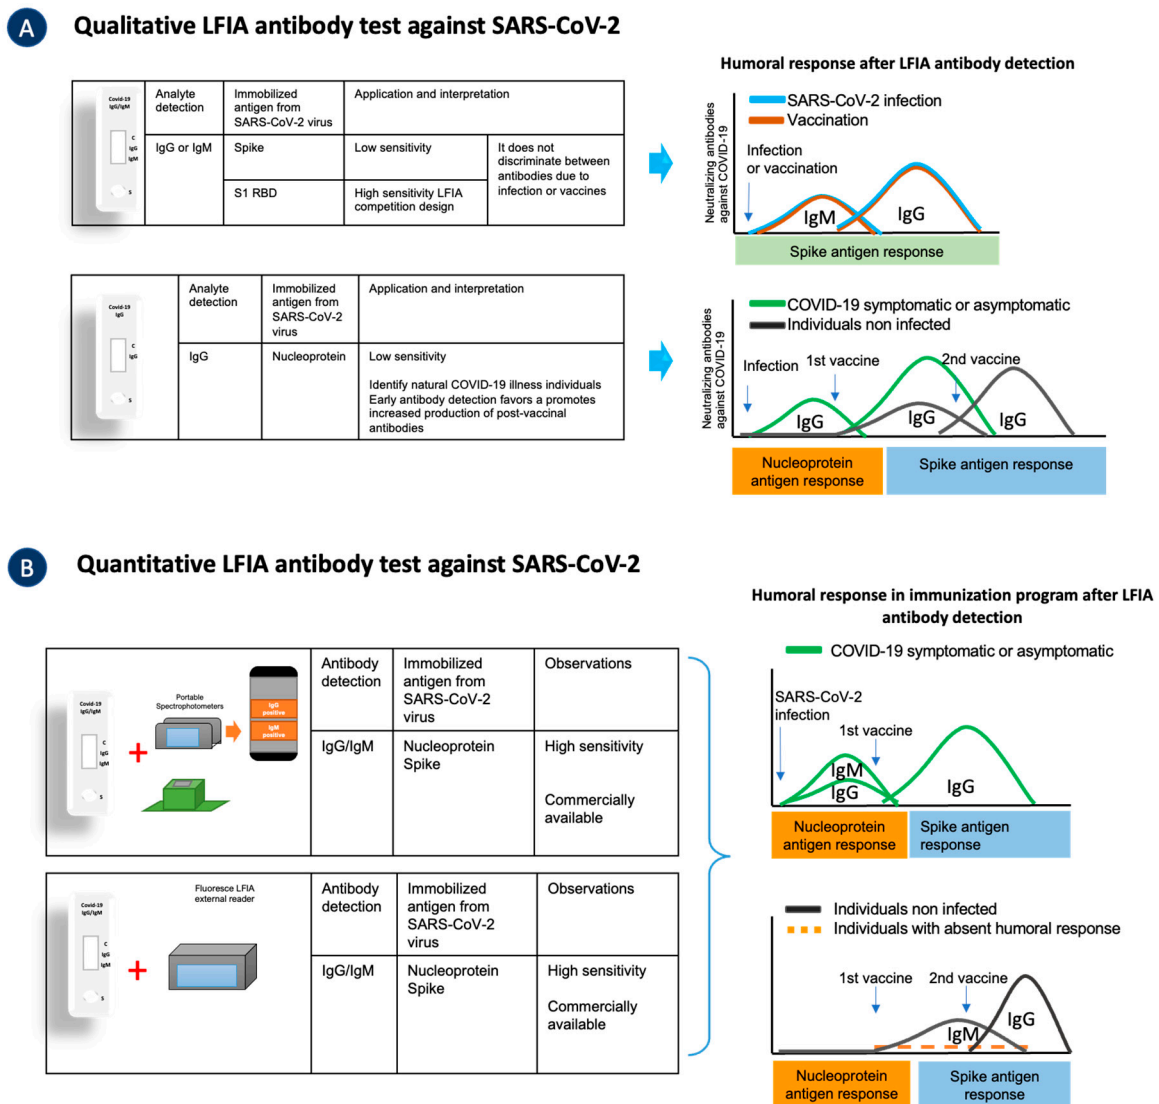 A
Qualitative LFIA antibody test against SARS-CoV-2
Covid-19
IgG/IgM
C
IgG
IgM
S
Analyte
detection
Immobilized
antigen from
SARS-CoV-2 virus
Application and interpretation
IgG or IgM
Spike
Low sensitivity
It does not
discriminate between
antibodies due to
infection or vaccines
S1 RBD
High sensitivity LFIA
competition design
Humoral response after LFIA antibody detection
Neutralizing antibodies
against COVID-19
SARS-CoV-2 infection
Vaccination
Infection
or vaccination
IgM
IgG
Spike antigen response
Covid-19
IgG
C
IgG
S
Analyte
detection
Immobilized
antigen from
SARS-CoV-2
virus
Application and interpretation
IgG
Nucleoprotein
Low sensitivity
Identify natural COVID-19 illness individuals
Early antibody detection favors a promotes
increased production of post-vaccinal
antibodies
Neutralizing antibodies
against COVID-19
COVID-19 symptomatic or asymptomatic
Individuals non infected
Infection
1st vaccine
2nd vaccine
IgG
IgG
IgG
Nucleoprotein
antigen response
Spike antigen response
B
Quantitative LFIA antibody test against SARS-CoV-2
Covid-19
IgG/IgM
C
IgG
IgM
S
Portable
Spectrophotometers
IgG
positive
IgM
positive
Antibody
detection
Immobilized
antigen from
SARS-CoV-2
virus
Observations
IgG/IgM
Nucleoprotein
Spike
High sensitivity
Commercially
available
Covid-19
IgG/IgM
C
IgG
IgM
S
Fluoresce LFIA
external reader
Antibody
detection
Immobilized
antigen from
SARS-CoV-2
virus
Observations
IgG/IgM
Nucleoprotein
Spike
High sensitivity
Commercially
available
Humoral response in immunization program after LFIA
antibody detection
COVID-19 symptomatic or asymptomatic
SARS-CoV-2
infection
1st vaccine
IgM
IgG
IgG
Nucleoprotein
antigen response
Spike antigen
response
Individuals non infected
Individuals with absent humoral response
1st vaccine
2nd vaccine
IgM
IgG
Nucleoprotein
antigen response
Spike antigen
response